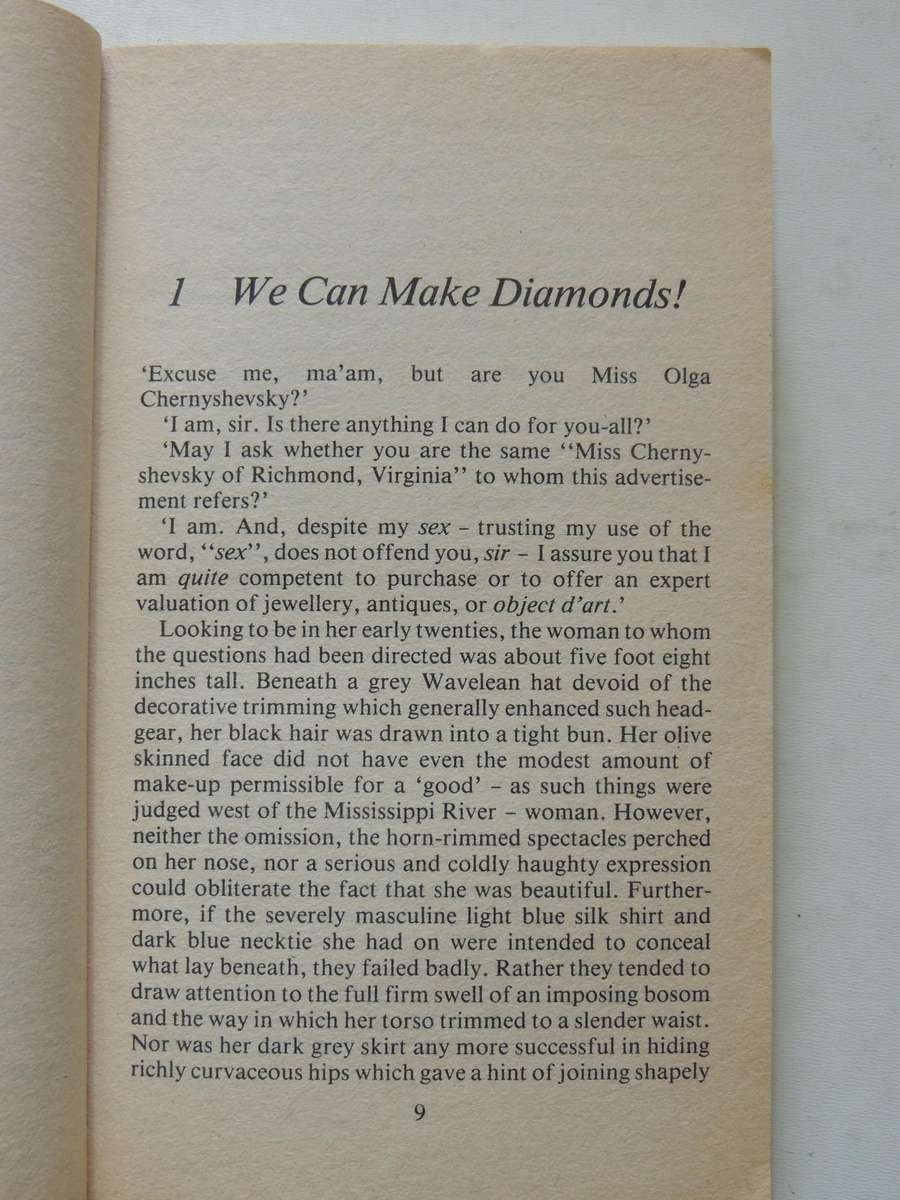 1 We Can Make Diamonds!
‘Excuse me, ma’am, but are you Miss Olga
Chernyshevsky?’
‘I am, sir. Is there anything I can do for you-all?’
‘May I ask whether you are the same “Miss Cherny-
shevsky of Richmond, Virginia” to whom this advertise-
ment refers?’
‘I am. And, despite my sex – trusting my use of the
word, “sex”, does not offend you, sir – I assure you that I
am quite competent to purchase or to offer an expert
valuation of jewellery, antiques, or object d’art.’
Looking to be in her early twenties, the woman to whom
the questions had been directed was about five foot eight
inches tall. Beneath a grey Wavelean hat devoid of the
decorative trimming which generally enhanced such head-
gear, her black hair was drawn into a tight bun. Her olive
skinned face did not have even the modest amount of
make-up permissible for a ‘good’ – as such things were
judged west of the Mississippi River – woman. However,
neither the omission, the horn-rimmed spectacles perched
on her nose, nor a serious and coldly haughty expression
could obliterate the fact that she was beautiful. Further-
more, if the severely masculine light blue silk shirt and
dark blue necktie she had on were intended to conceal
what lay beneath, they failed badly. Rather they tended to
draw attention to the full firm swell of an imposing bosom
and the way in which her torso trimmed to a slender waist.
Nor was her dark grey skirt any more successful in hiding
richly curvaceous hips which gave a hint of joining shapely
9